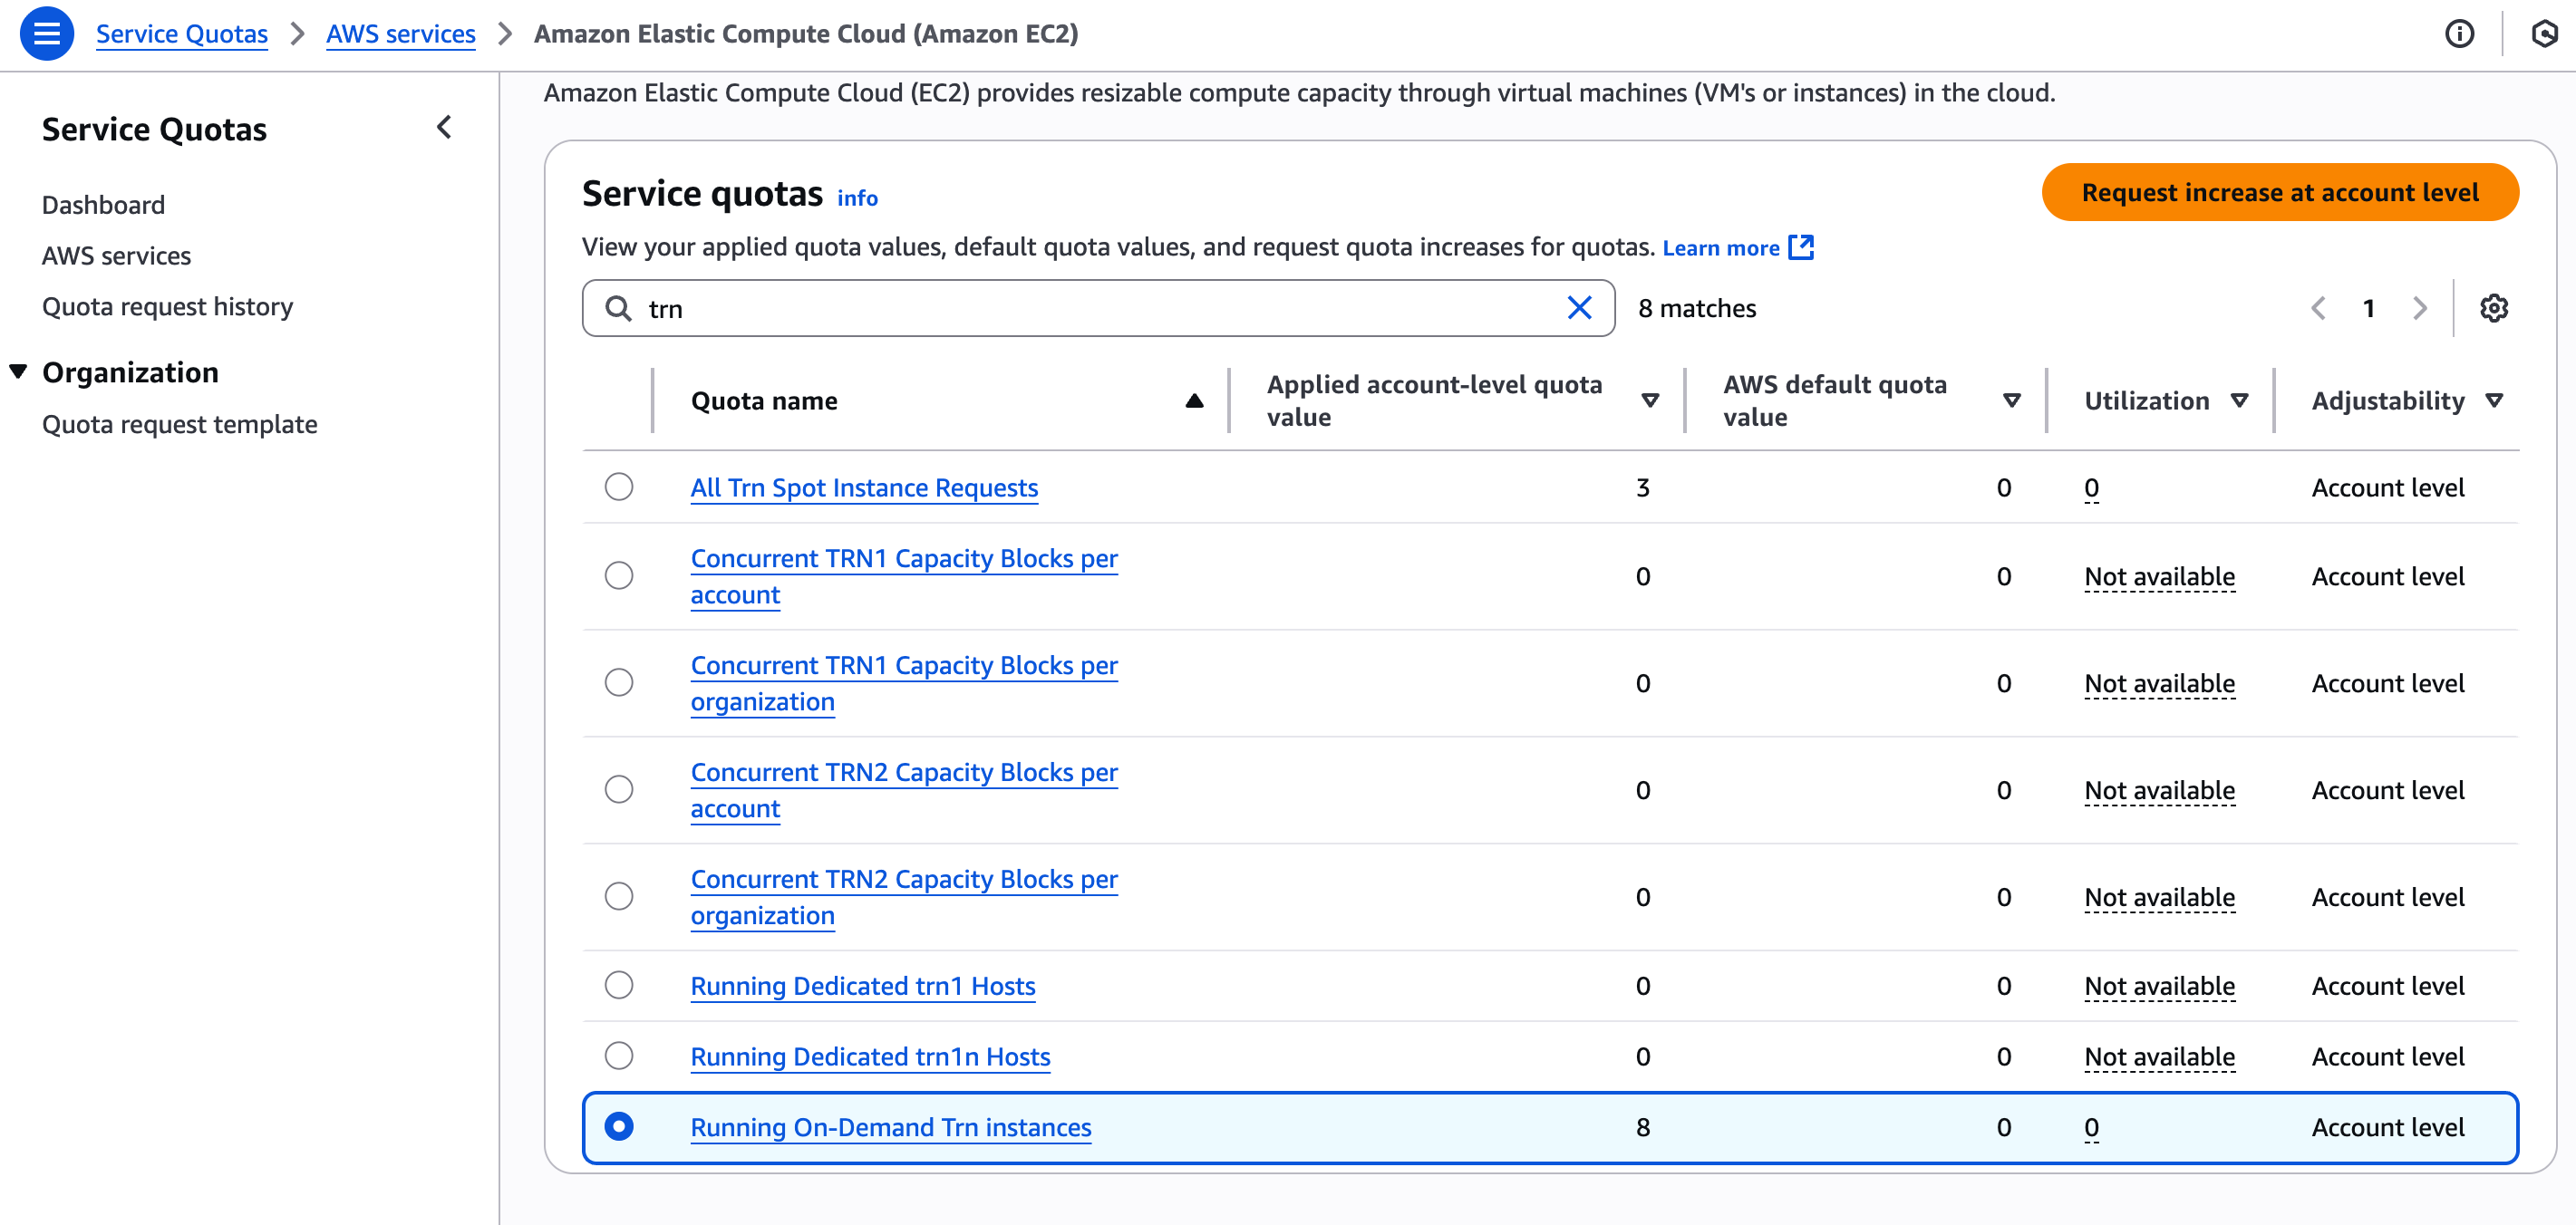 Service Quotas > AWS services > Amazon Elastic Compute Cloud (Amazon EC2)
Service Quotas
Dashboard
AWS services
Quota request history
Organization
Quota request template
Amazon Elastic Compute Cloud (EC2) provides resizable compute capacity through virtual machines (VM's or instances) in the cloud.
Service quotas info
Request increase at account level
View your applied quota values, default quota values, and request quota increases for quotas. Learn more
trn
8 matches
1
Quota name
Applied account-level quota
value
AWS default quota
value
Utilization
Adjustability
All Trn Spot Instance Requests 3 0 0 Account level
Concurrent TRN1 Capacity Blocks per
account
0 0 Not available Account level
Concurrent TRN1 Capacity Blocks per
organization
0 0 Not available Account level
Concurrent TRN2 Capacity Blocks per
account
0 0 Not available Account level
Concurrent TRN2 Capacity Blocks per
organization
0 0 Not available Account level
Running Dedicated trn1 Hosts 0 0 Not available Account level
Running Dedicated trn1n Hosts 0 0 Not available Account level
Running On-Demand Trn instances 8 0 0 Account level